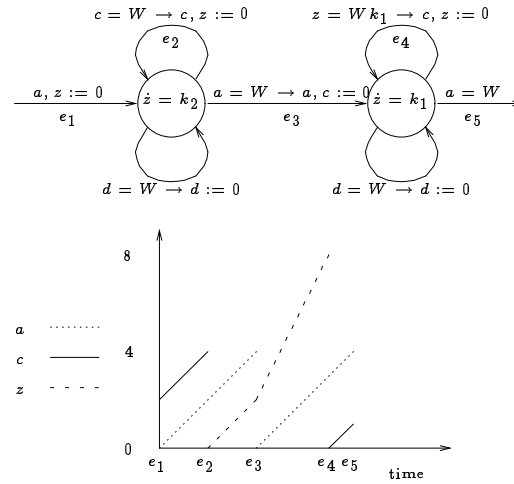 c = W → c, z := 0
z = W k₁ → c, z := 0
e₂
e₄
a, z := 0
ż = k₂
a = W → a, c := 0
ż = k₁
a = W
e₁
e₃
e₅
d = W → d := 0
d = W → d := 0
8
a
4
c
z
0
e₁ e₂ e₃ e₄ e₅
time